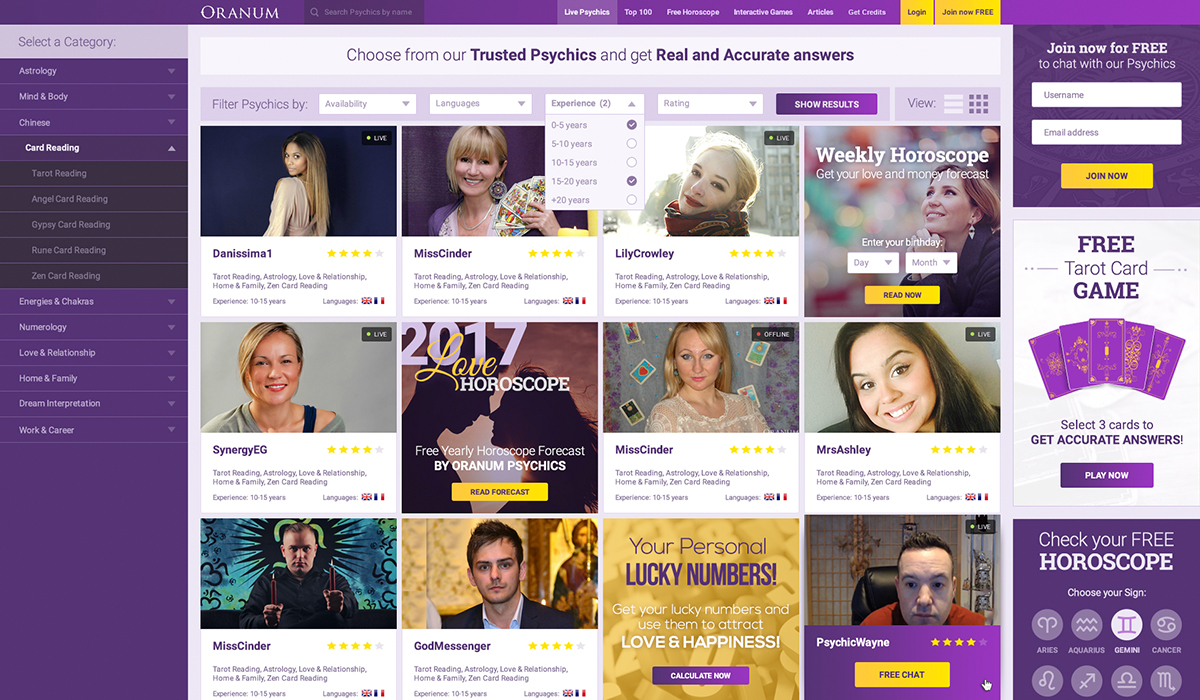 ORANUM
Search Psychics by name
Live Psychics
Top 100
Free Horoscope
Interactive Games
Articles
Get Credits
Login
Join now FREE
Select a Category:
Astrology
Mind & Body
Chinese
Card Reading
Tarot Reading
Angel Card Reading
Gypsy Card Reading
Rune Card Reading
Zen Card Reading
Energies & Chakras
Numerology
Love & Relationship
Home & Family
Dream Interpretation
Work & Career
Choose from our Trusted Psychics and get Real and Accurate answers
Filter Psychics by:
Availability
Languages
Experience (2)
0-5 years
5-10 years
10-15 years
15-20 years
+20 years
Rating
SHOW RESULTS
View:
LIVE
Danissima1
Tarot Reading, Astrology, Love & Relationship,
Home & Family, Zen Card Reading
Experience: 10-15 years
Languages:
MissCinder
Tarot Reading, Astrology, Love & Relationship,
Home & Family, Zen Card Reading
Experience: 10-15 years
Languages:
LIVE
LilyCrowley
Tarot Reading, Astrology, Love & Relationship,
Home & Family, Zen Card Reading
Experience: 10-15 years
Languages:
Weekly Horoscope
Get your love and money forecast
Enter your birthday:
Day
Month
READ NOW
LIVE
SynergyEG
Tarot Reading, Astrology, Love & Relationship,
Home & Family, Zen Card Reading
Experience: 10-15 years
Languages:
2017
Love
HOROSCOPE
Free Yearly Horoscope Forecast
BY ORANUM PSYCHICS
READ FORECAST
OFFLINE
ORANUM
MissCinder
Tarot Reading, Astrology, Love & Relationship,
Home & Family, Zen Card Reading
Experience: 10-15 years
Languages:
LIVE
MrsAshley
Tarot Reading, Astrology, Love & Relationship,
Home & Family, Zen Card Reading
Experience: 10-15 years
Languages:
MissCinder
Tarot Reading, Astrology, Love & Relationship,
Home & Family, Zen Card Reading
Experience: 10-15 years
Languages:
GodMessenger
Tarot Reading, Astrology, Love & Relationship,
Home & Family, Zen Card Reading
Experience: 10-15 years
Languages:
Your Personal
LUCKY NUMBERS!
Get your lucky numbers and
use them to attract
LOVE & HAPPINESS!
CALCULATE NOW
LIVE
PsychicWayne
FREE CHAT
Join now for FREE
to chat with our Psychics
Username
Email address
JOIN NOW
FREE
Tarot Card
GAME
Select 3 cards to
GET ACCURATE ANSWERS!
PLAY NOW
Check your FREE
HOROSCOPE
Choose your Sign:
ARIES
AQUARIUS
GEMINI
CANCER